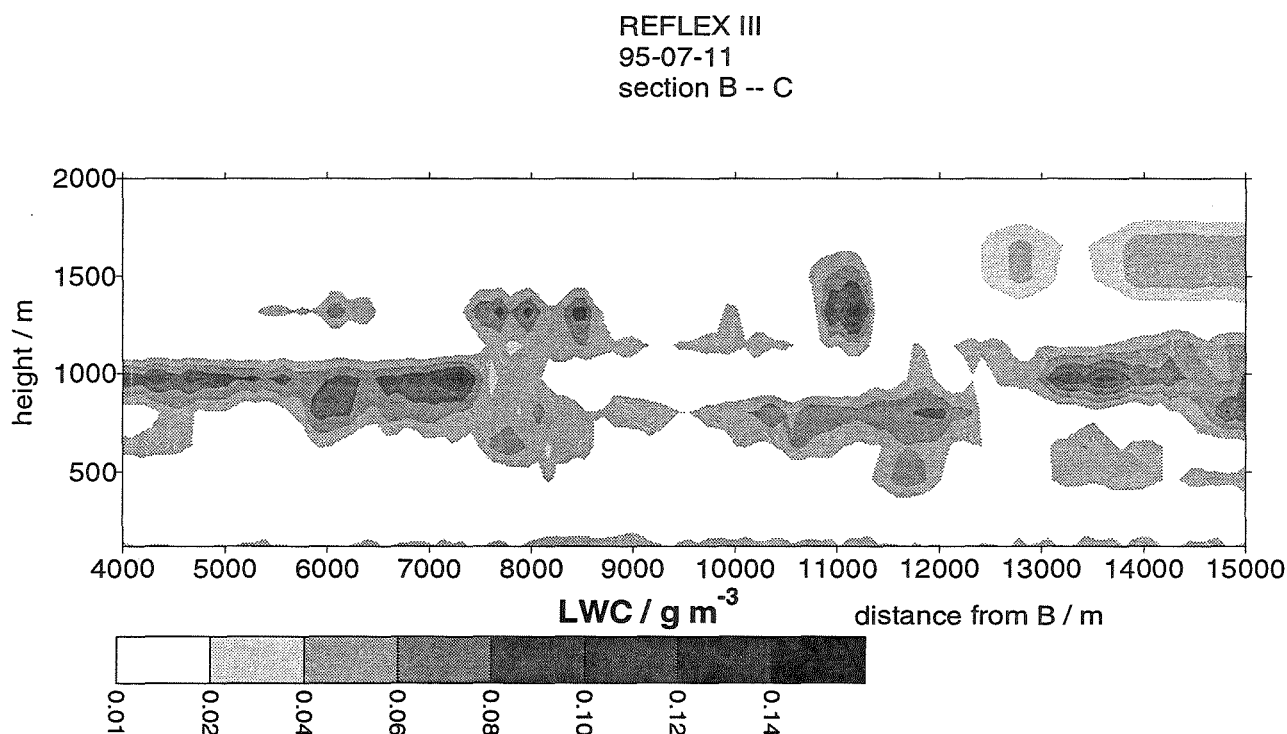 REFLEX III
95-07-11
section B -- C
2000
1500
1000
500
height / m
4000 5000 6000 7000 8000 9000 10000 11000 12000 13000 14000 15000
LWC / g m-3 distance from B / m
0.01 0.02 0.04 0.06 0.08 0.10 0.12 0.14